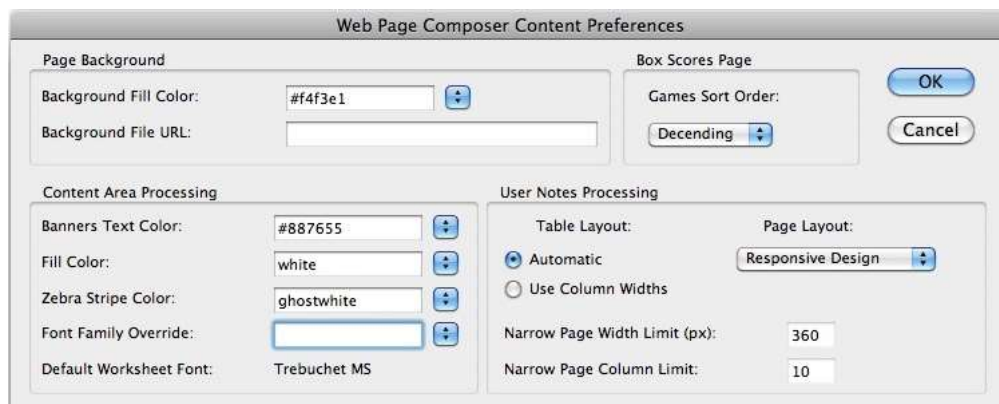 Web Page Composer Content Preferences
Page Background
Background Fill Color: #f4f3e1
Background File URL:
Box Scores Page
Games Sort Order:
Decending
OK
Cancel
Content Area Processing
Banners Text Color: #887655
Fill Color: white
Zebra Stripe Color: ghostwhite
Font Family Override:
Default Worksheet Font: Trebuchet MS
User Notes Processing
Table Layout:
Automatic
Use Column Widths
Page Layout:
Responsive Design
Narrow Page Width Limit (px): 360
Narrow Page Column Limit: 10